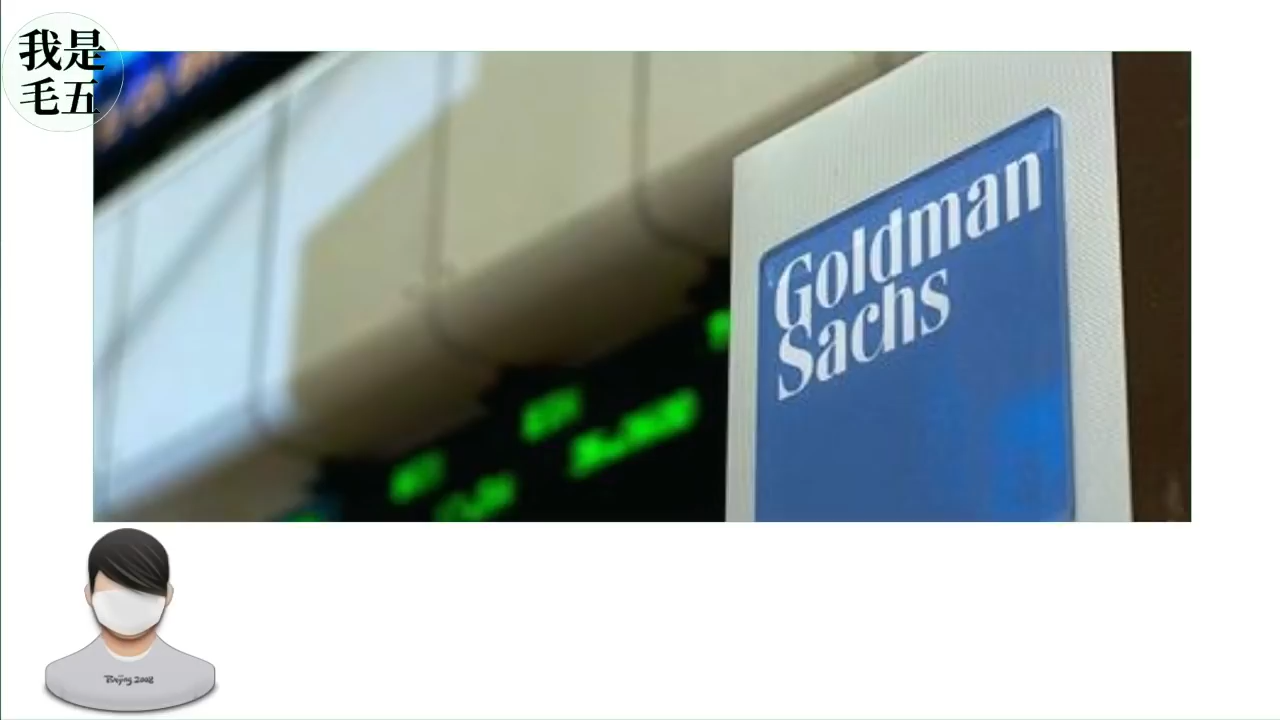 我是
毛五
Goldman
Sachs
Beijing 2008